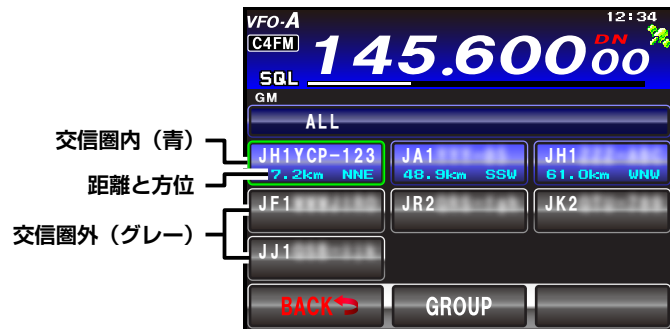 VFO-A 12:34
C4FM 145.60000 DN
SQL
GM
ALL
交信圏内（青） JH1YCP-123 JA1 JH1
距離と方位 7.2km NNE 48.9km SSW 61.0km WNW
交信圏外（グレー） JF1 JR2 JK2
JJ1
BACK GROUP